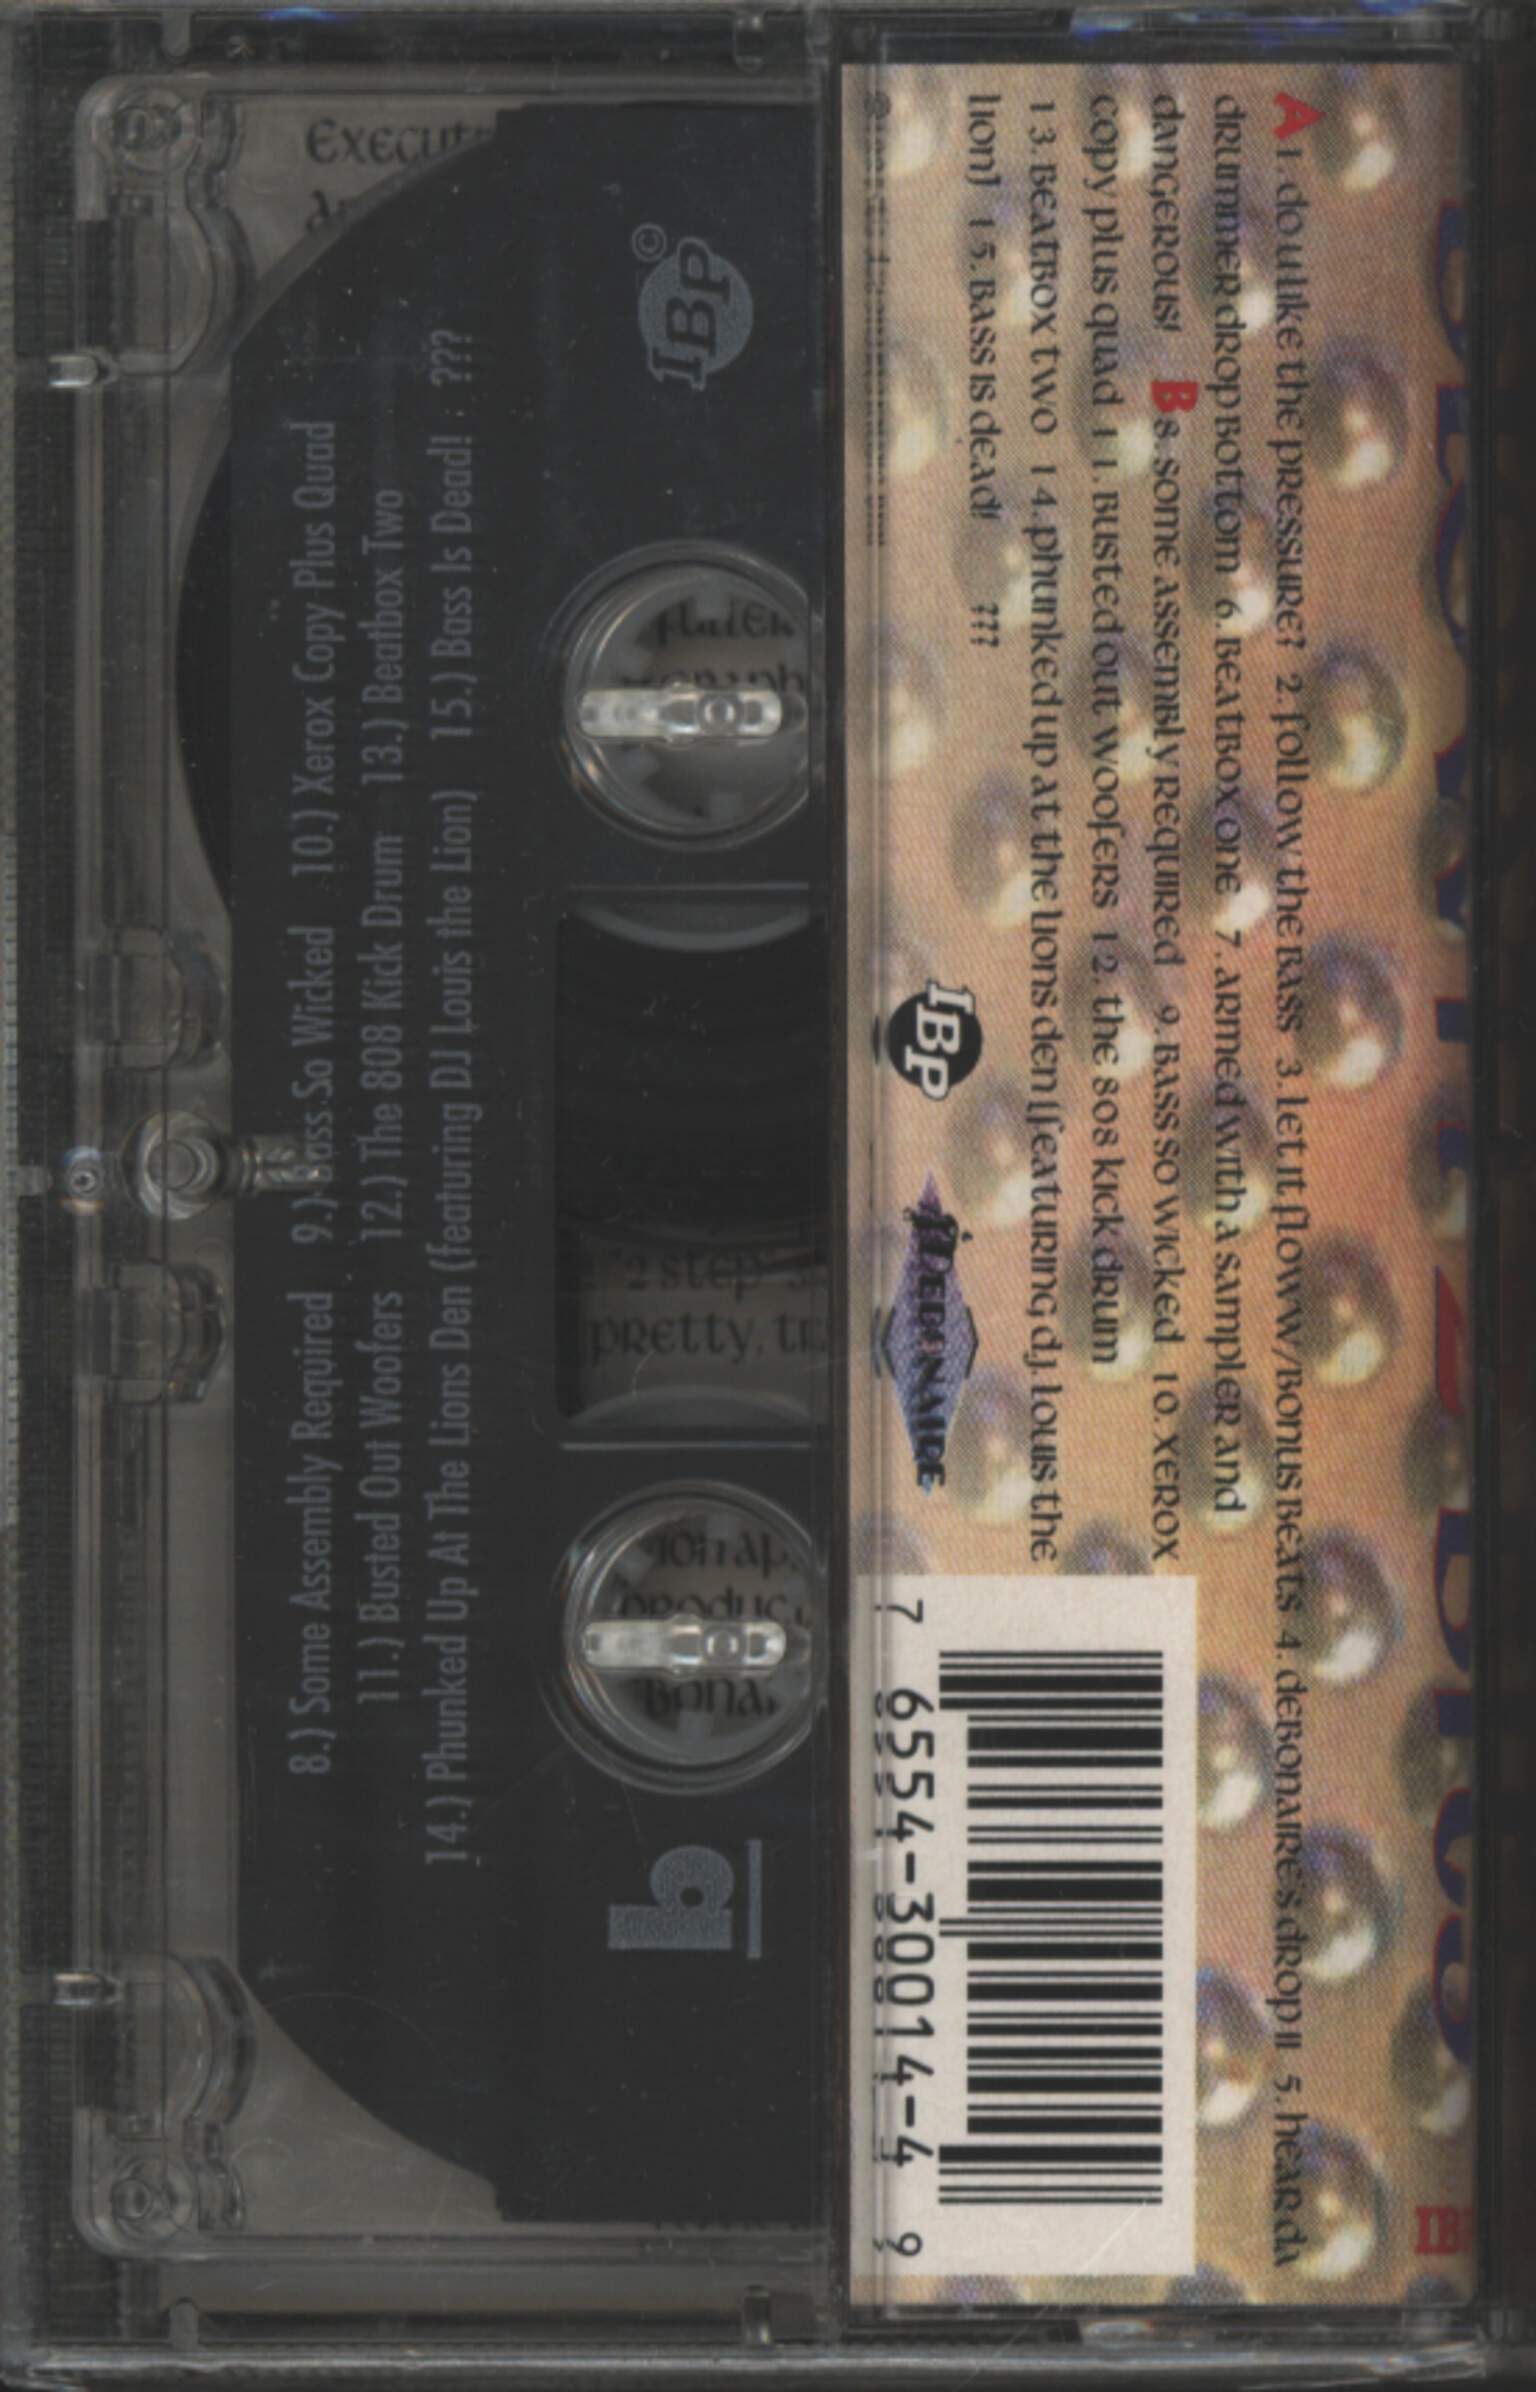 A 1. do u like the pressure? 2. follow the bass 3. let it flow w/bonus beats 4. debonaire's drop II 5. hear da
drummer drop bottom 6. beatbox one 7. armed with a sampler and
dangerous! B 8. some assembly required 9. bass so wicked 10. xerox
copy plus quad 11. busted out woofers 12. the 808 kick drum
13. beatbox two 14. phunked up at the lions den [featuring d.j. louis the
lion] 15. bass is dead! ???
IBP
DEBONAIRE
7 6554-30014-4 9
IBP ©
b
8.) Some Assembly Required 9.) Bass So Wicked 10.) Xerox Copy Plus Quad
11.) Busted Out Woofers 12.) The 808 Kick Drum 13.) Beatbox Two
14.) Phunked Up At The Lions Den (featuring DJ Louis the Lion) 15.) Bass Is Dead! ???
"2 step"
pretty,